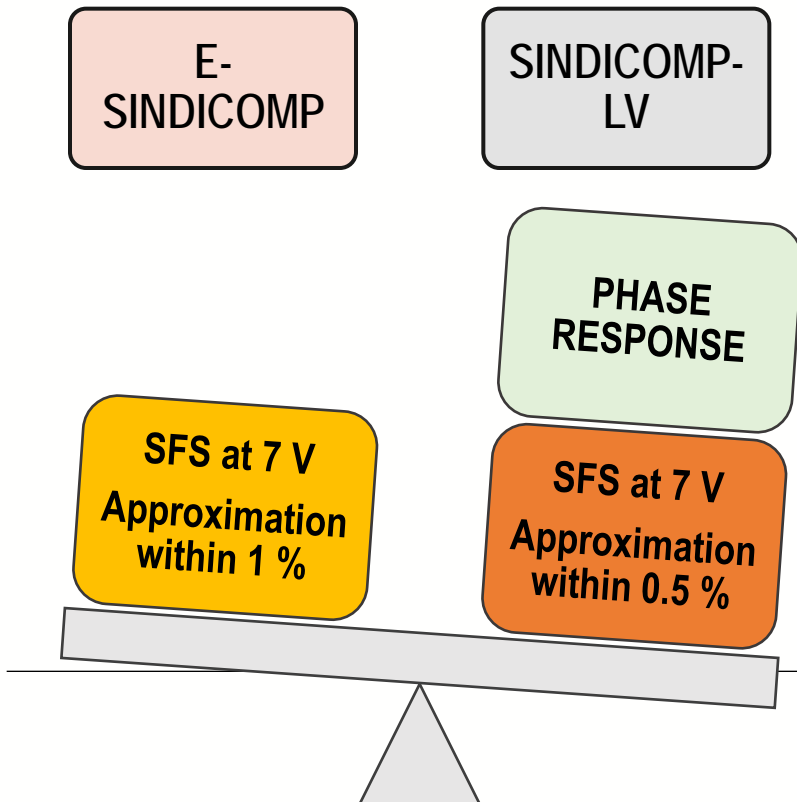 E-
SINDICOMP
SINDICOMP-
LV
PHASE
RESPONSE
SFS at 7 V
Approximation
within 1 %
SFS at 7 V
Approximation
within 0.5 %